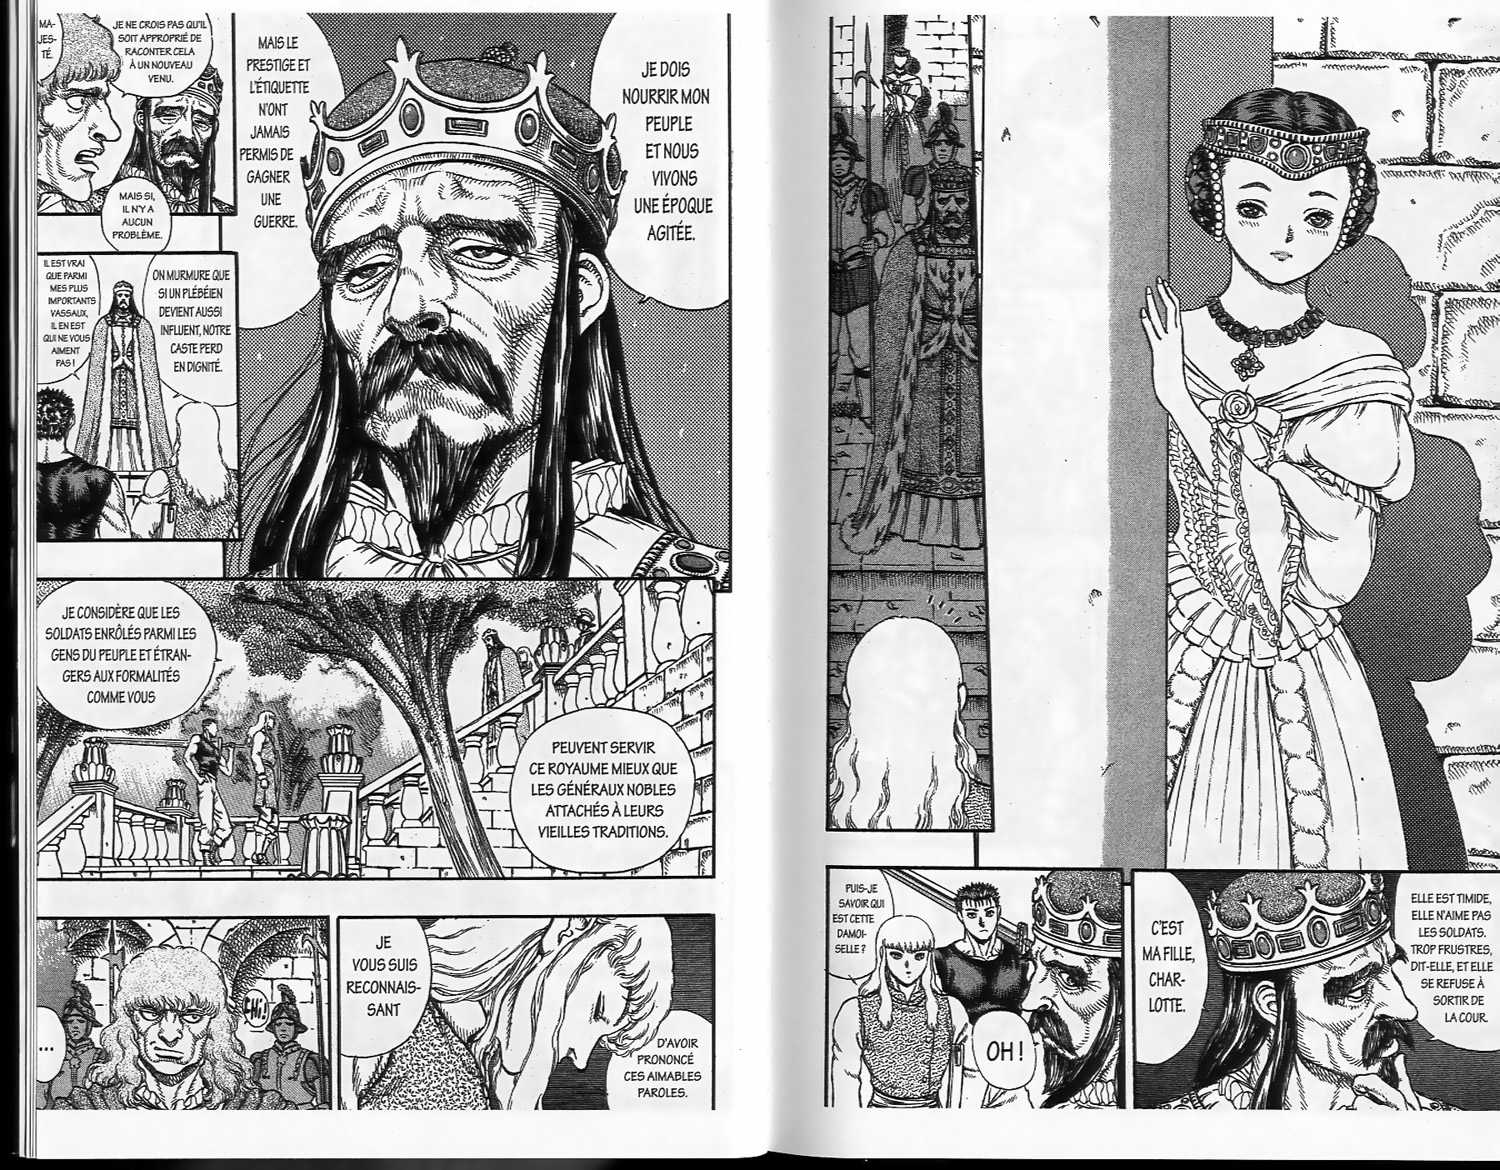 MA-
JES-
TÉ.
JE NE CROIS PAS QU'IL
SOIT APPROPRIÉ DE
RACONTER CELA
À UN NOUVEAU
VENU.
MAIS SI,
IL N'Y A
AUCUN
PROBLÈME.
IL EST VRAI
QUE PARMI
MES PLUS
IMPORTANTS
VASSAUX,
IL EN EST
QUI NE VOUS
AIMENT
PAS !
ON MURMURE QUE
SI UN PLÉBÉIEN
DEVIENT AUSSI
INFLUENT, NOTRE
CASTE PERD
EN DIGNITÉ.
MAIS LE
PRESTIGE ET
L'ÉTIQUETTE
N'ONT
JAMAIS
PERMIS DE
GAGNER
UNE
GUERRE.
JE DOIS
NOURRIR MON
PEUPLE
ET NOUS
VIVONS
UNE ÉPOQUE
AGITÉE.
JE CONSIDÈRE QUE LES
SOLDATS ENRÔLÉS PARMI LES
GENS DU PEUPLE ET ÉTRAN-
GERS AUX FORMALITÉS
COMME VOUS
PEUVENT SERVIR
CE ROYAUME MIEUX QUE
LES GÉNÉRAUX NOBLES
ATTACHÉS À LEURS
VIEILLES TRADITIONS.
...
CHI!
JE
VOUS SUIS
RECONNAIS-
SANT
D'AVOIR
PRONONCÉ
CES AIMABLES
PAROLES.
PUIS-JE
SAVOIR QUI
EST CETTE
DAMOI-
SELLE ?
OH !
C'EST
MA FILLE,
CHAR-
LOTTE.
ELLE EST TIMIDE,
ELLE N'AIME PAS
LES SOLDATS.
TROP FRUSTRES,
DIT-ELLE, ET ELLE
SE REFUSE À
SORTIR DE
LA COUR.